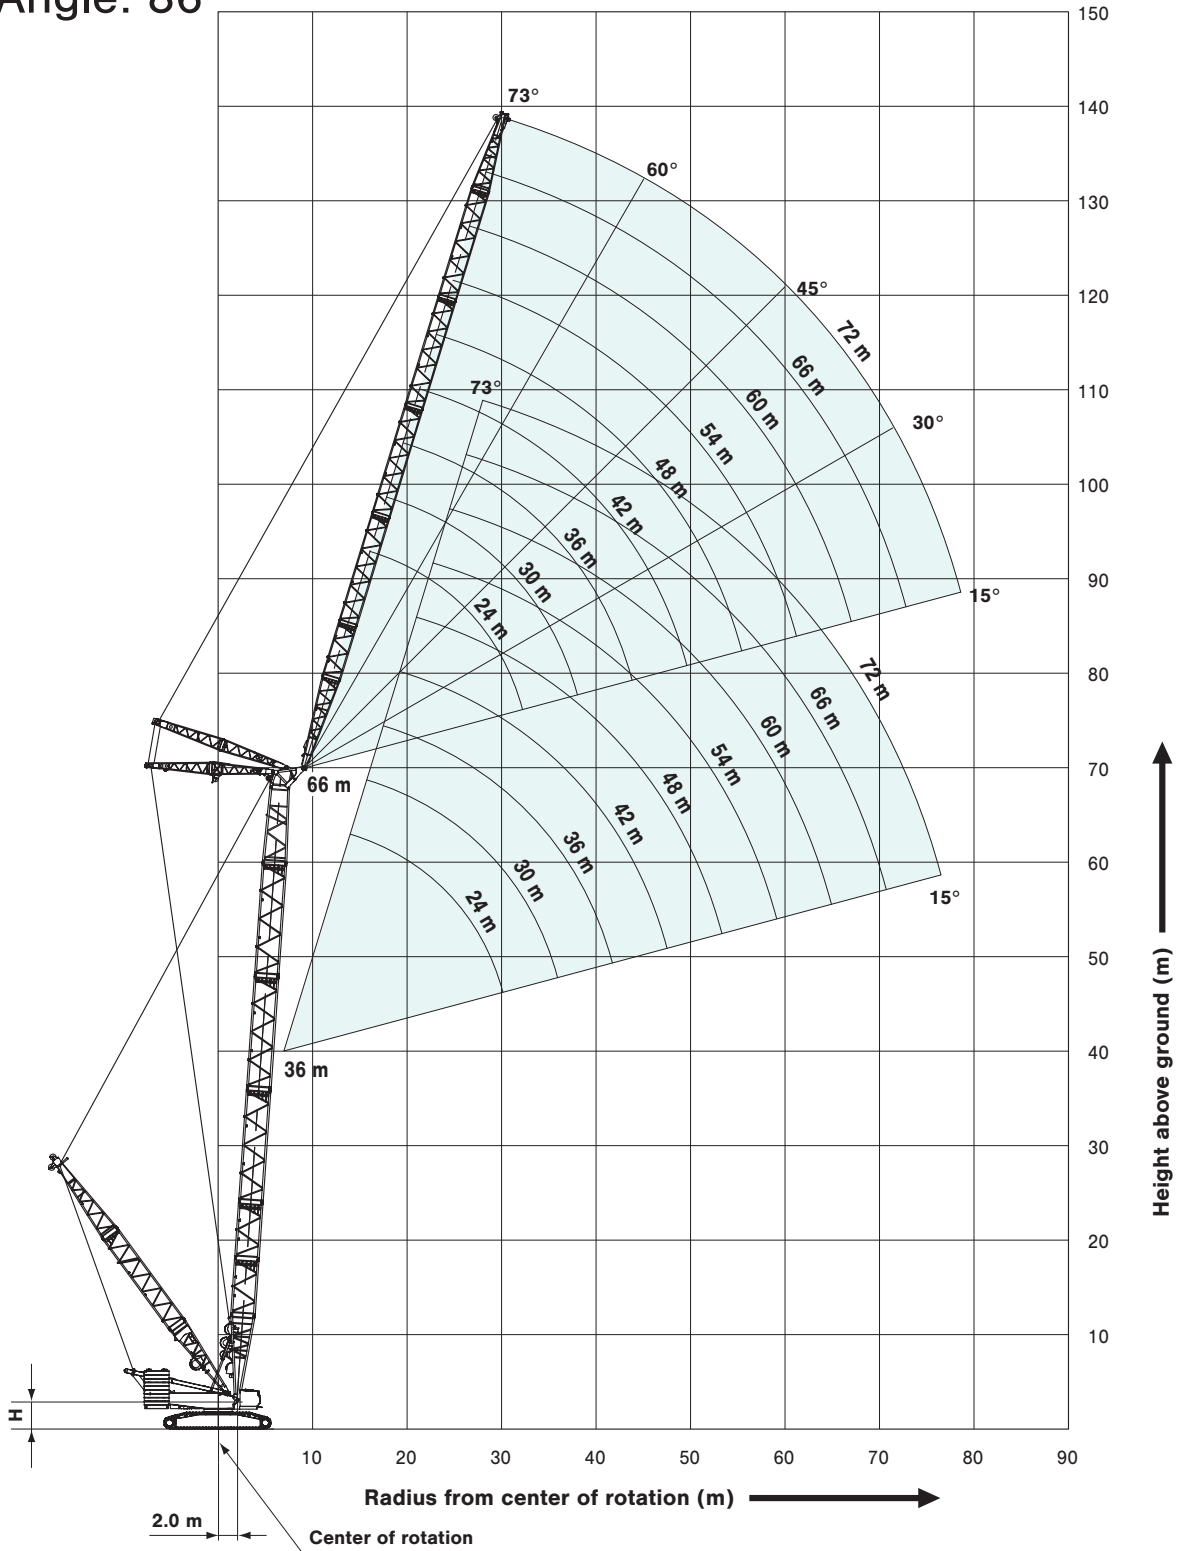 Angle: 86
150
73°
140
60°
130
45°
120
72 m
66 m
73°
110
60 m
30°
54 m
48 m
100
42 m
36 m
30 m
90
15°
24 m
80
72 m
66 m
60 m
54 m
70
66 m
48 m
42 m
36 m
60
30 m
15°
24 m
50
40
36 m
30
20
10
Height above ground (m)
H
10 20 30 40 50 60 70 80 90
Radius from center of rotation (m)
2.0 m
Center of rotation